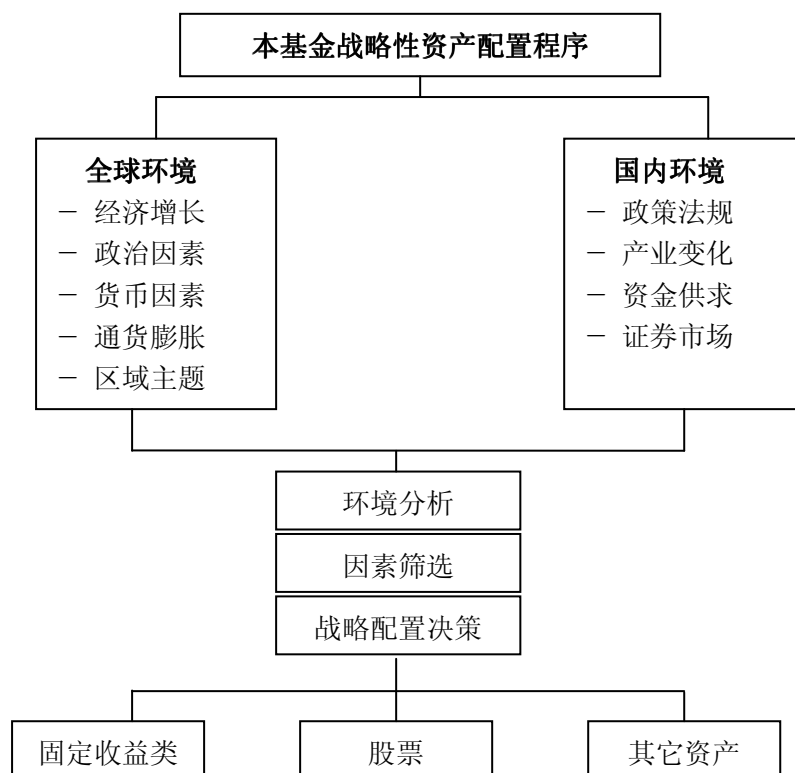 本基金战略性资产配置程序
全球环境
— 经济增长
— 政治因素
— 货币因素
— 通货膨胀
— 区域主题
国内环境
— 政策法规
— 产业变化
— 资金供求
— 证券市场
环境分析
因素筛选
战略配置决策
固定收益类
股票
其它资产